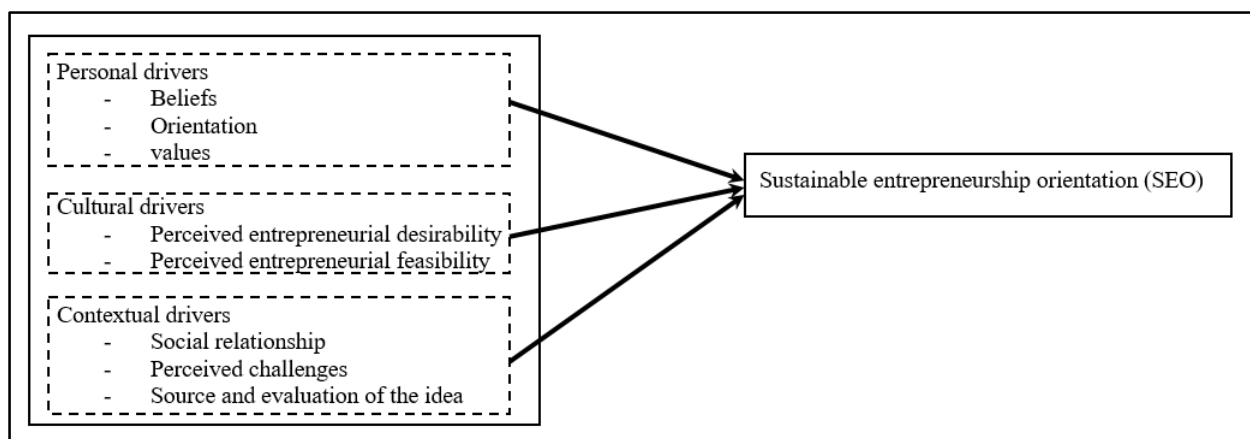 Personal drivers
- Beliefs
- Orientation
- values
Cultural drivers
- Perceived entrepreneurial desirability
- Perceived entrepreneurial feasibility
Contextual drivers
- Social relationship
- Perceived challenges
- Source and evaluation of the idea
Sustainable entrepreneurship orientation (SEO)